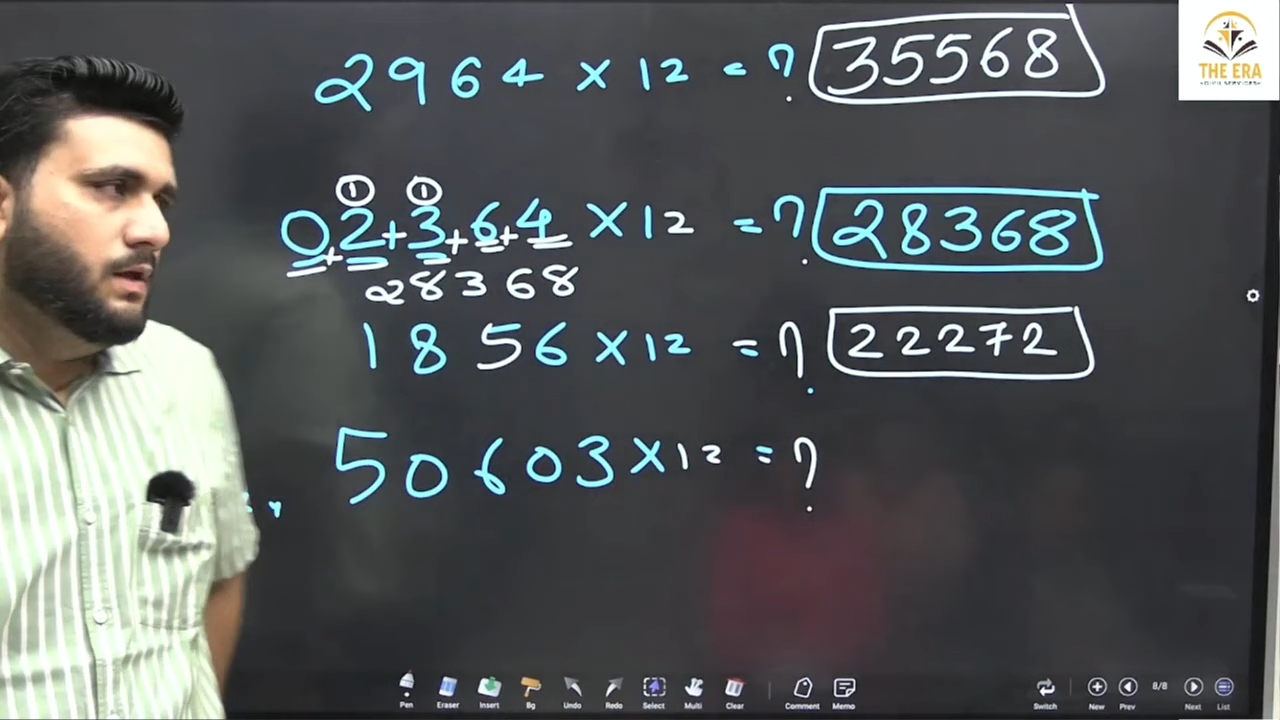 THE ERA
2964 × 12 = ? 35568
1 1
0 2 + 3 + 6 + 4 × 12 = ? 28368
+
28368
1856 × 12 = ? 22272
50603 × 12 = ?
Pen Eraser Insert Bg Undo Redo Select Multi Clear Comment Memo Switch New Prev 8/8 Next List